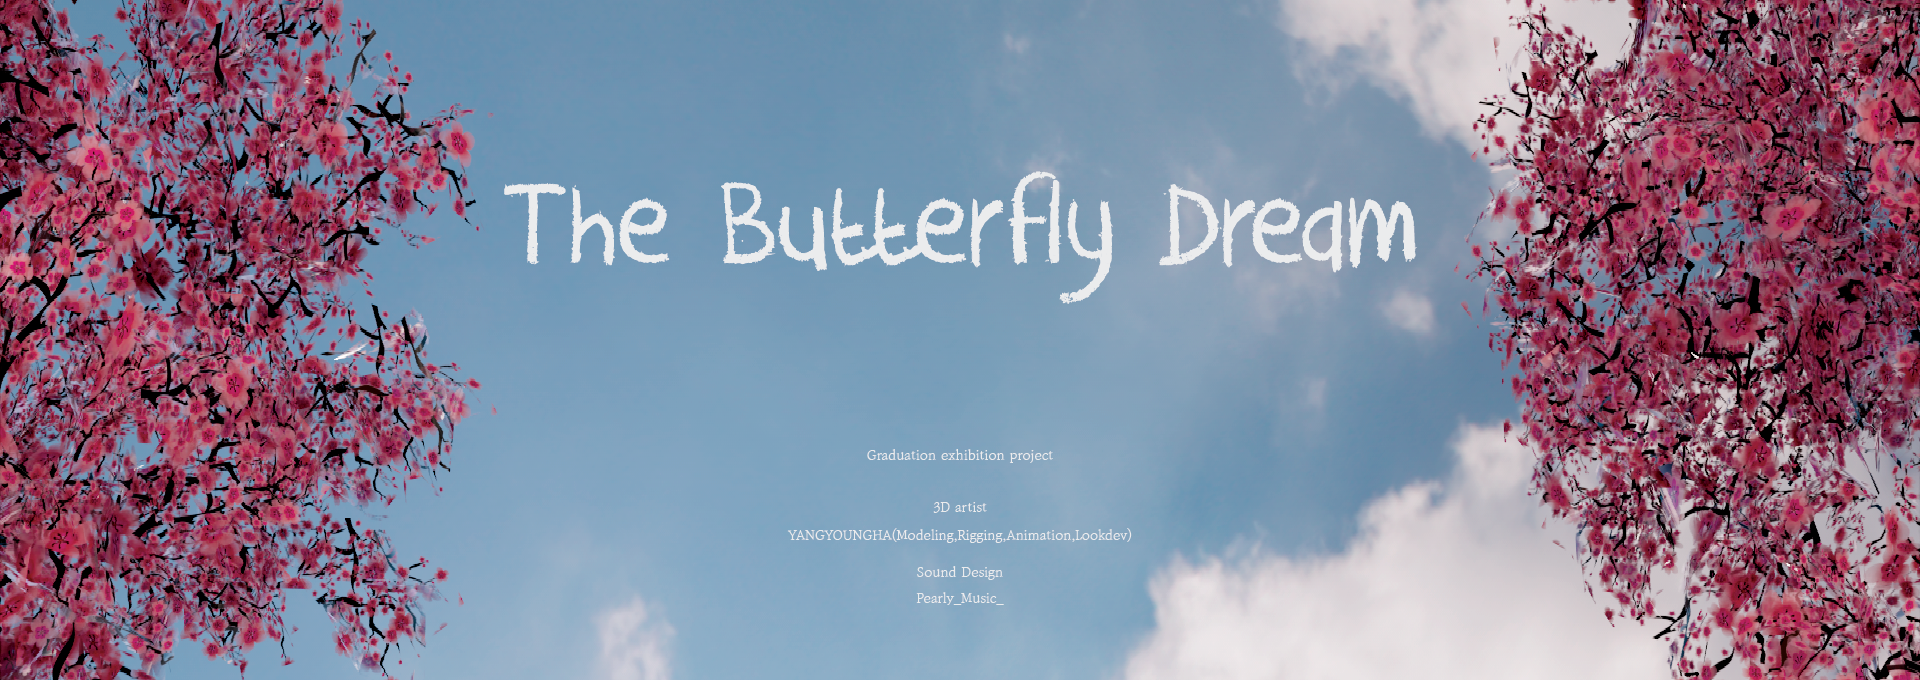 The Butterfly Dream
Graduation exhibition project
3D artist
YANGYOUNGHA(Modeling,Rigging,Animation,Lookdev)
Sound Design
Pearly_Music_